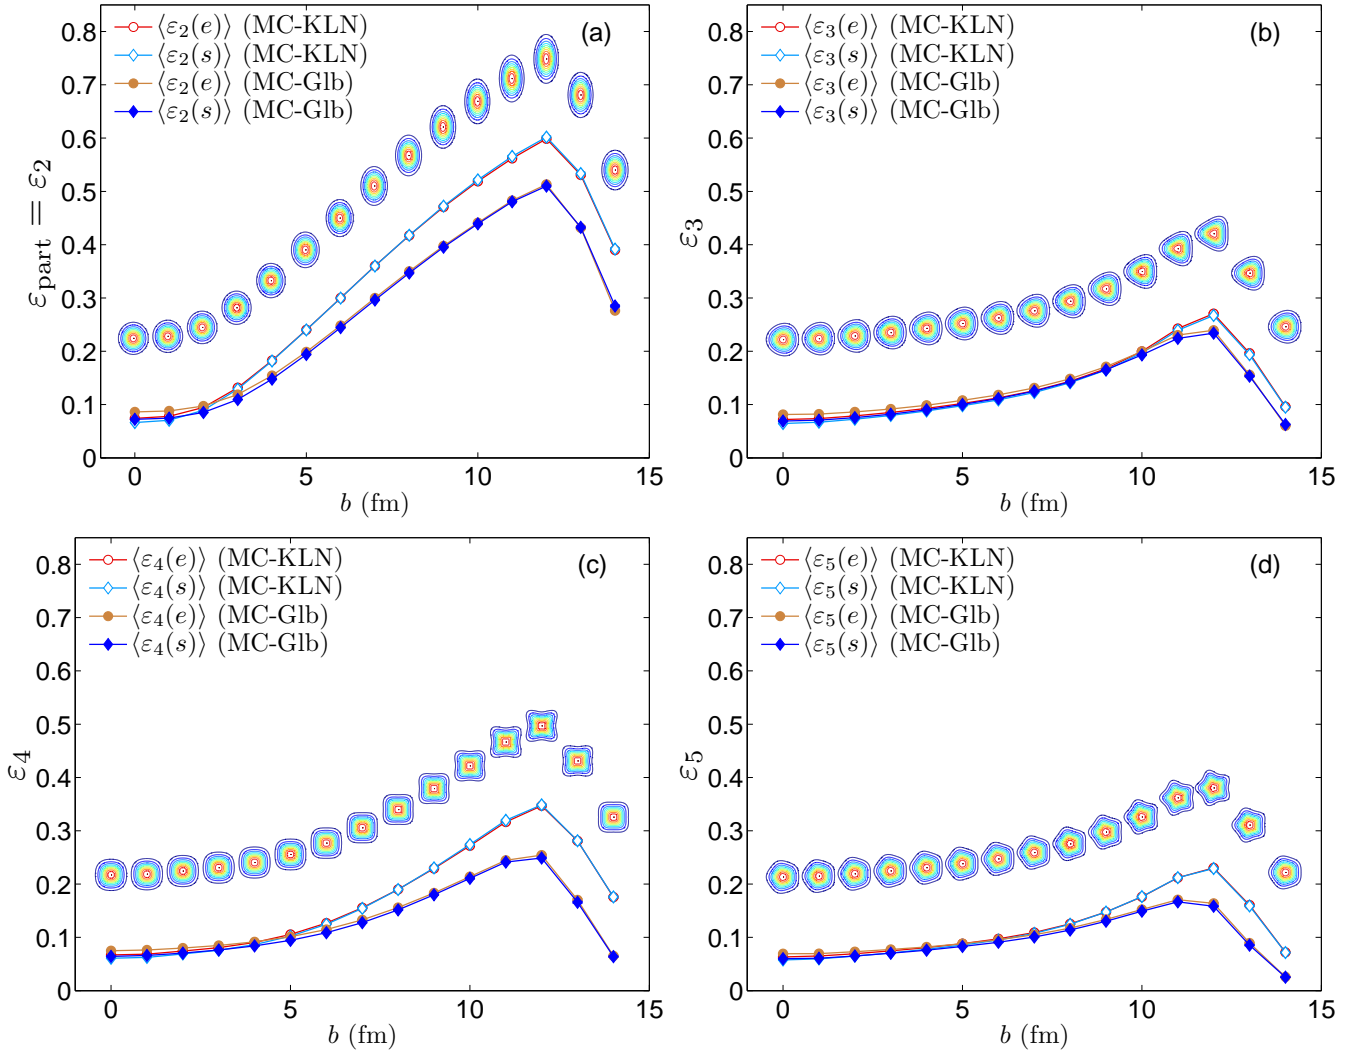 (a)
⟨ε₂(e)⟩ (MC-KLN)
⟨ε₂(s)⟩ (MC-KLN)
⟨ε₂(e)⟩ (MC-Glb)
⟨ε₂(s)⟩ (MC-Glb)
0.8
0.7
0.6
0.5
0.4
0.3
0.2
0.1
0
ε_part = ε₂
0 5 10 15
b (fm)
(b)
⟨ε₃(e)⟩ (MC-KLN)
⟨ε₃(s)⟩ (MC-KLN)
⟨ε₃(e)⟩ (MC-Glb)
⟨ε₃(s)⟩ (MC-Glb)
0.8
0.7
0.6
0.5
0.4
0.3
0.2
0.1
0
ε₃
0 5 10 15
b (fm)
(c)
⟨ε₄(e)⟩ (MC-KLN)
⟨ε₄(s)⟩ (MC-KLN)
⟨ε₄(e)⟩ (MC-Glb)
⟨ε₄(s)⟩ (MC-Glb)
0.8
0.7
0.6
0.5
0.4
0.3
0.2
0.1
0
ε₄
0 5 10 15
b (fm)
(d)
⟨ε₅(e)⟩ (MC-KLN)
⟨ε₅(s)⟩ (MC-KLN)
⟨ε₅(e)⟩ (MC-Glb)
⟨ε₅(s)⟩ (MC-Glb)
0.8
0.7
0.6
0.5
0.4
0.3
0.2
0.1
0
ε₅
0 5 10 15
b (fm)